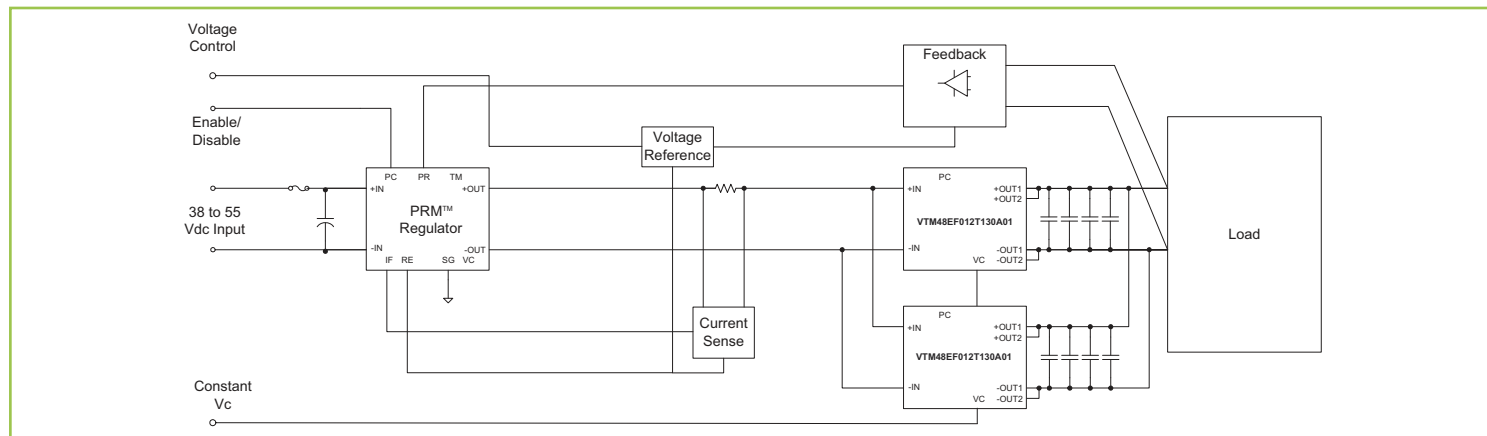 Voltage
Control
Feedback
Enable/
Disable
Voltage
Reference
PC PR TM
+IN +OUT
PRM™
Regulator
-IN -OUT
IF RE SG VC
38 to 55
Vdc Input
PC
+IN +OUT1
+OUT2
VTM48EF012T130A01
-IN -OUT1
-OUT2
VC
Load
Current
Sense
PC
+IN +OUT1
+OUT2
VTM48EF012T130A01
-IN -OUT1
VC -OUT2
Constant
Vc